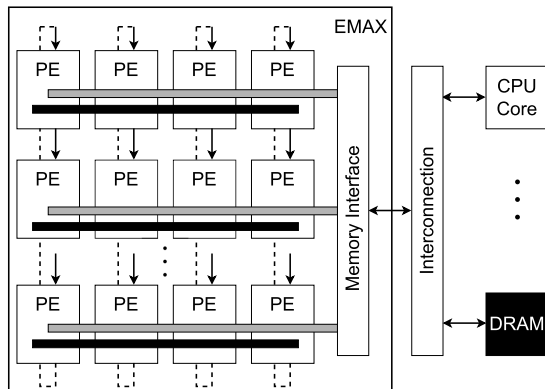 EMAX
PE PE PE PE
PE PE PE PE
PE PE PE PE
Memory Interface
Interconnection
CPU
Core
DRAM